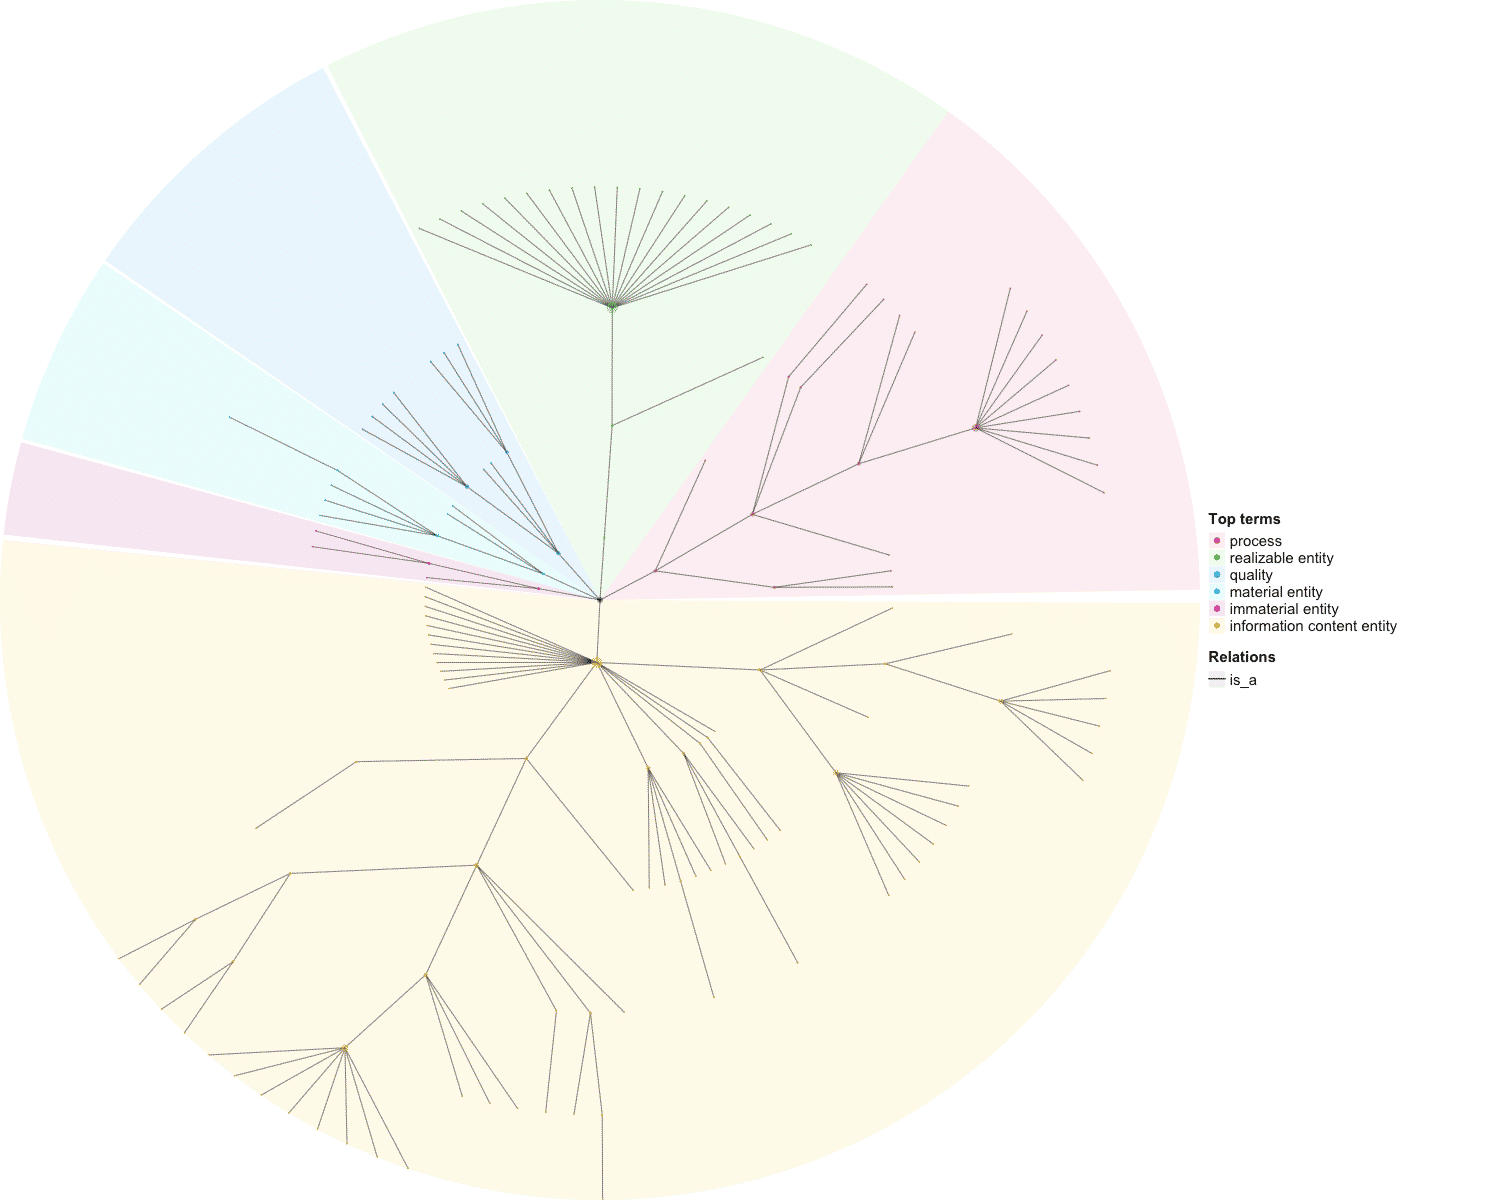 Top terms
process
realizable entity
quality
material entity
immaterial entity
information content entity
Relations
is_a